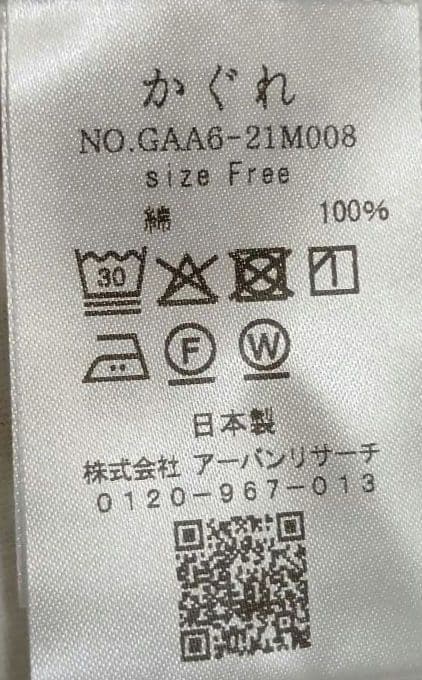 かぐれ
NO.GAA6-21M008
size Free
綿 100%
30
F W
日本製
株式会社 アーバンリサーチ
0120-967-013